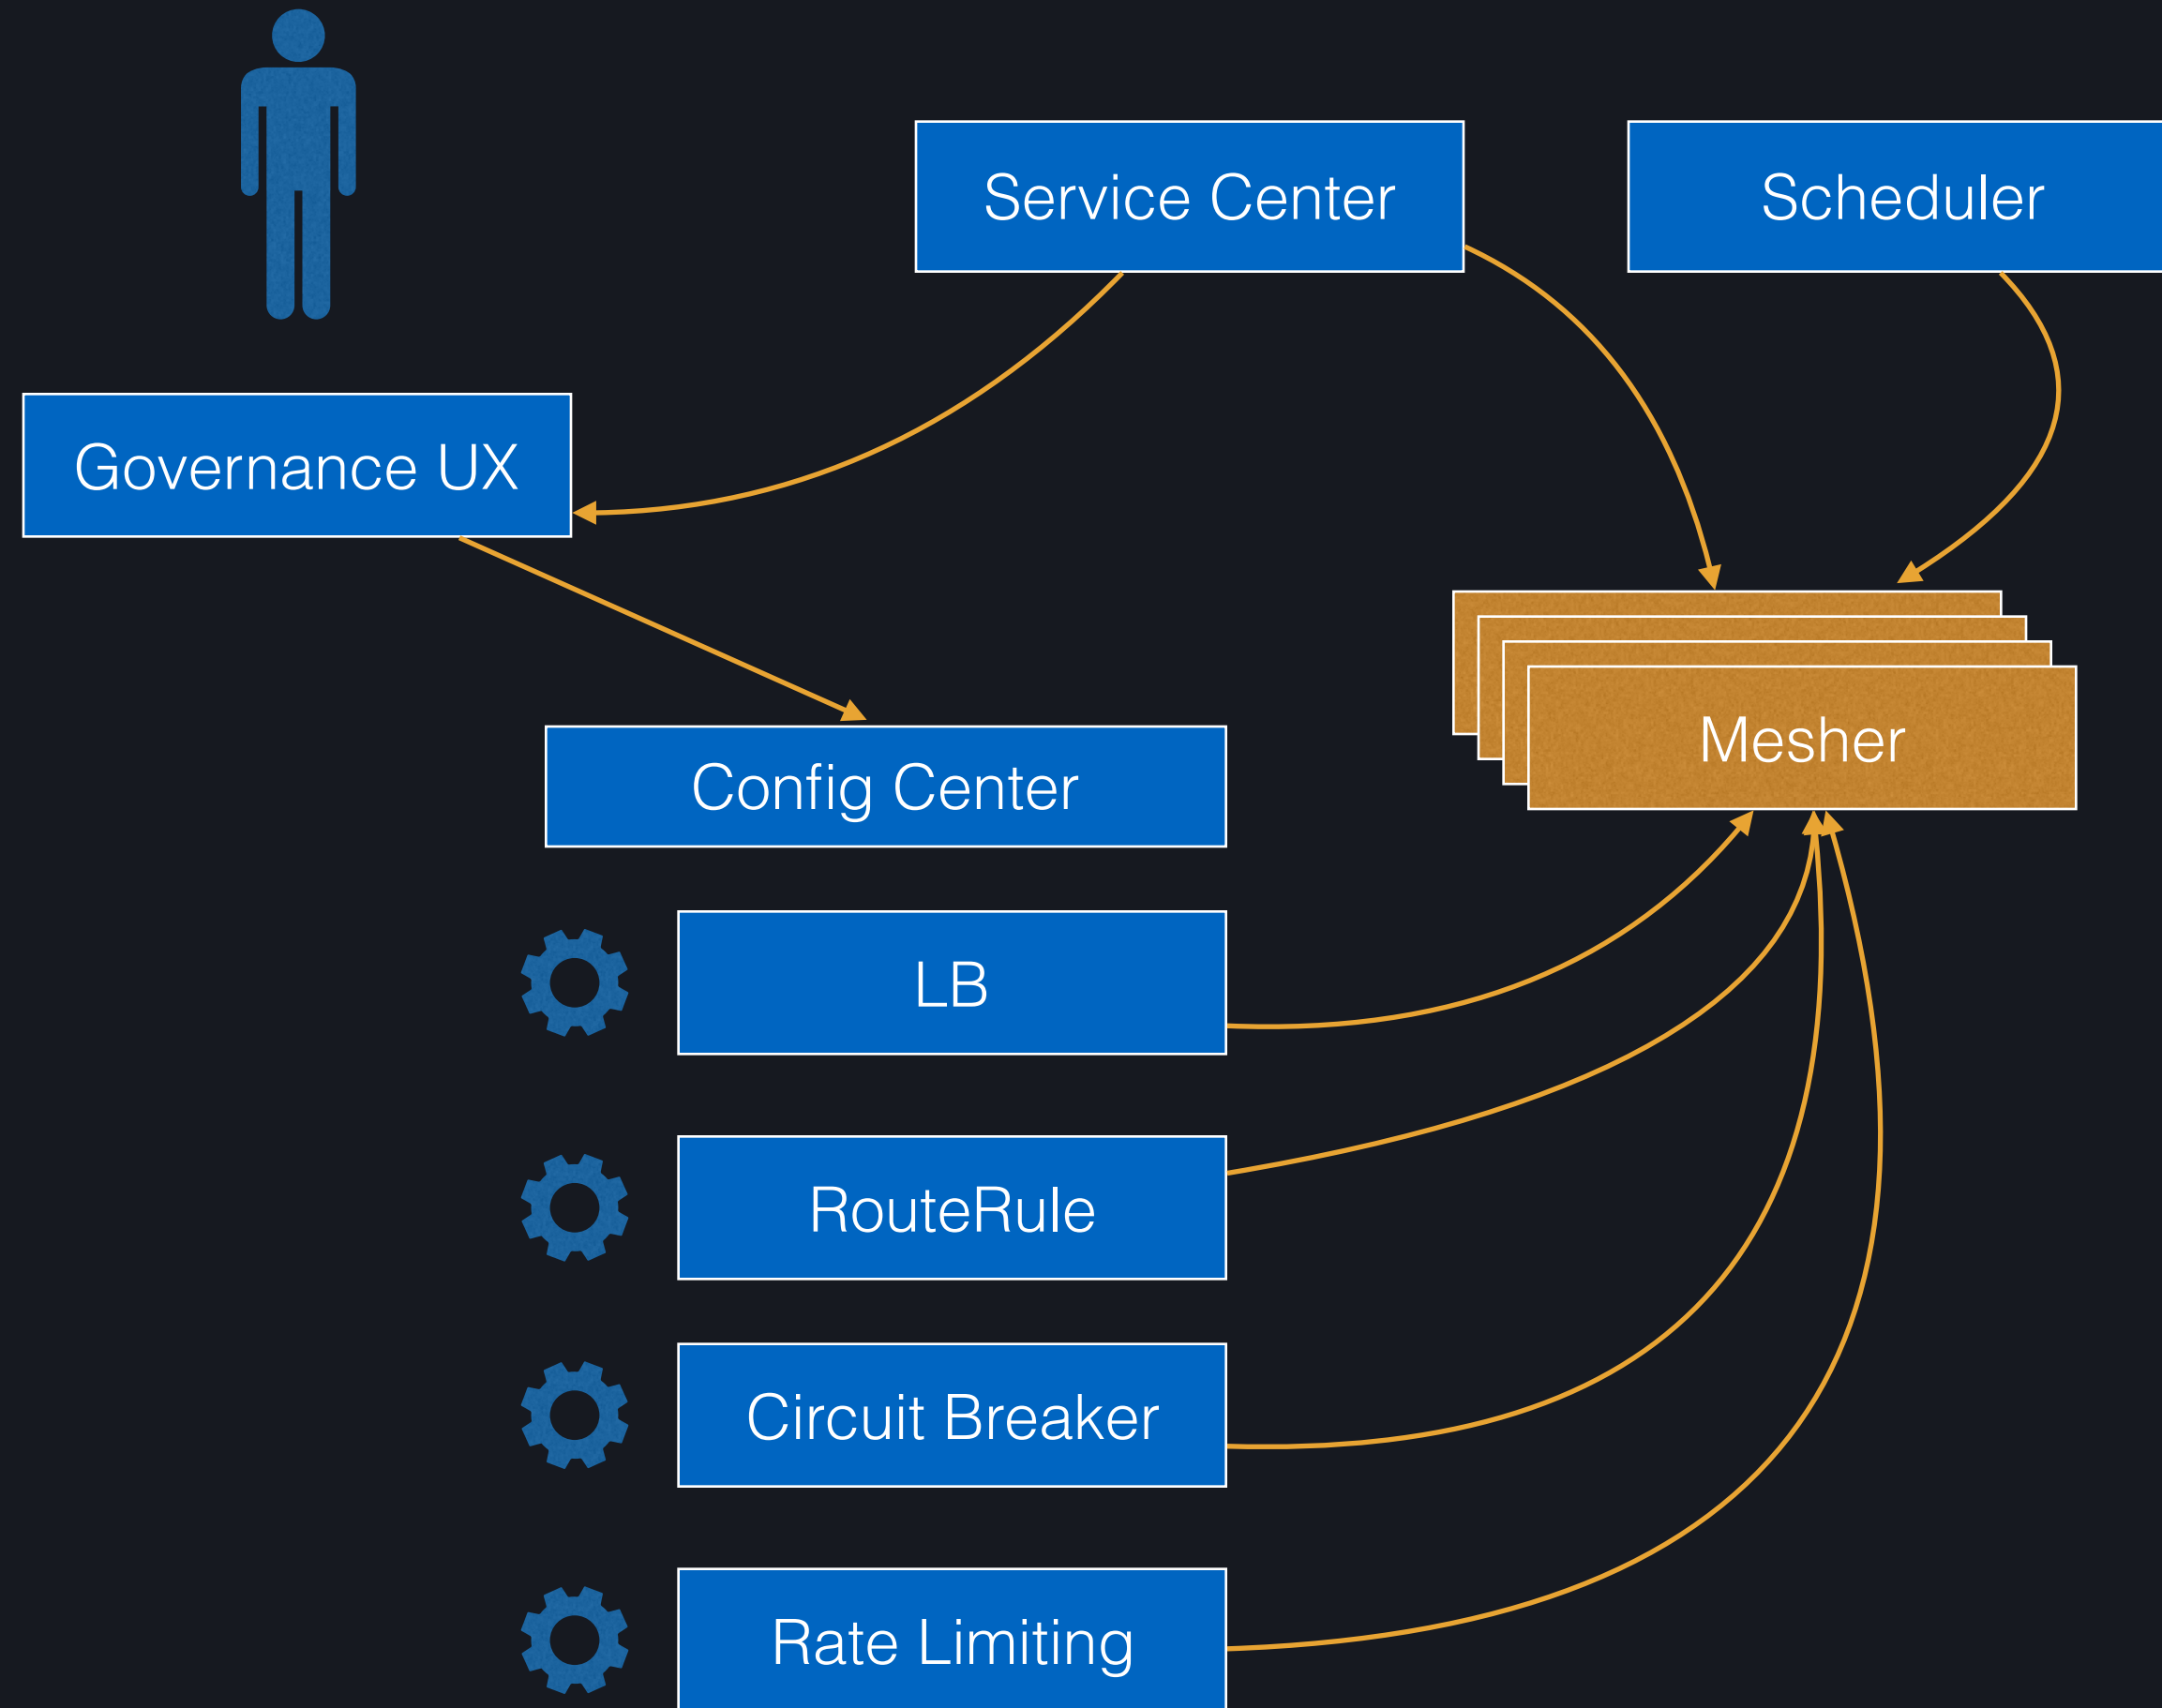 Service Center
Scheduler
Governance UX
Mesher
Config Center
LB
RouteRule
Circuit Breaker
Rate Limiting